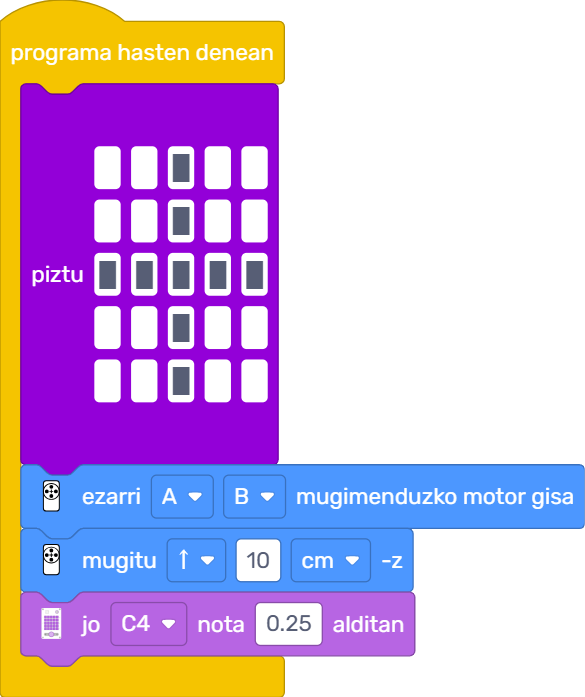 programa hasten denean
piztu
ezarri A B mugimenduzko motor gisa
mugitu ↑ 10 cm -z
jo C4 nota 0.25 alditan